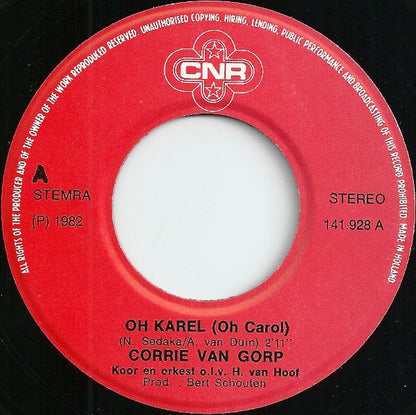 ALL RIGHTS OF THE PRODUCER AND OF THE OWNER OF THE WORK REPRODUCED RESERVED. UNAUTHORISED COPYING, HIRING, LENDING, PUBLIC PERFORMANCE AND BROADCASTING OF THIS RECORD PROHIBITED. MADE IN HOLLAND
CNR
A
STEMRA
(P) 1982
STEREO
141.928 A
OH KAREL (Oh Carol)
(N. Sedaka/A. van Duin) 2'11''
CORRIE VAN GORP
Koor en orkest o.l.v. H. van Hoof
Prod. : Bert Schouten